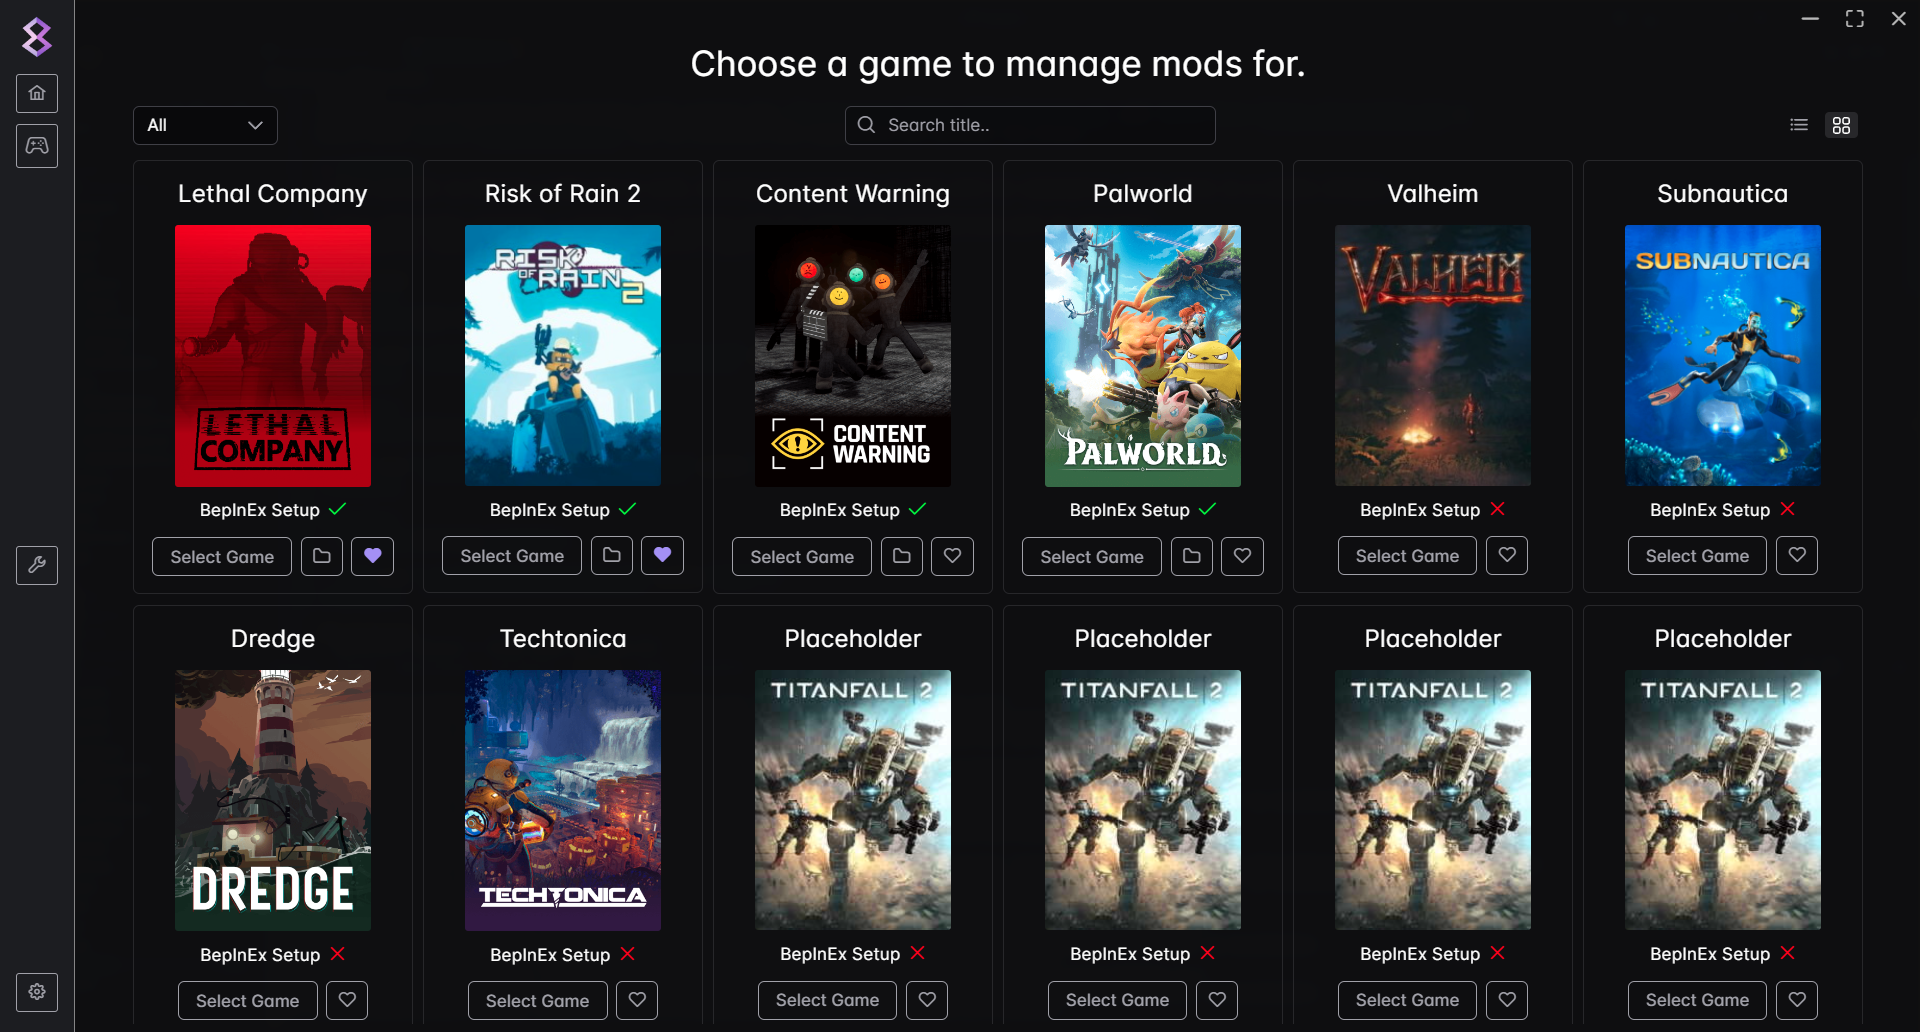 Choose a game to manage mods for.
All
Search title..
Lethal Company
LETHAL
COMPANY
BepInEx Setup
Select Game
Risk of Rain 2
RISK
OF RAIN 2
BepInEx Setup
Select Game
Content Warning
CONTENT
WARNING
BepInEx Setup
Select Game
Palworld
PALWORLD
BepInEx Setup
Select Game
Valheim
VALHEIM
BepInEx Setup
Select Game
Subnautica
SUBNAUTICA
BepInEx Setup
Select Game
Dredge
DREDGE
BepInEx Setup
Select Game
Techtonica
TECHTONICA
BepInEx Setup
Select Game
Placeholder
TITANFALL 2
BepInEx Setup
Select Game
Placeholder
TITANFALL 2
BepInEx Setup
Select Game
Placeholder
TITANFALL 2
BepInEx Setup
Select Game
Placeholder
TITANFALL 2
BepInEx Setup
Select Game